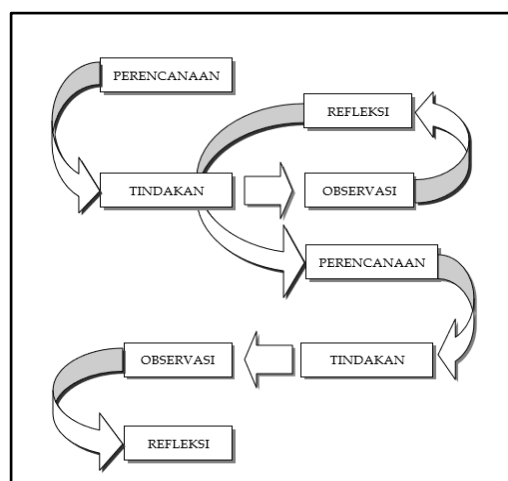 PERENCANAAN
REFLEKSI
TINDAKAN
OBSERVASI
PERENCANAAN
OBSERVASI
TINDAKAN
REFLEKSI